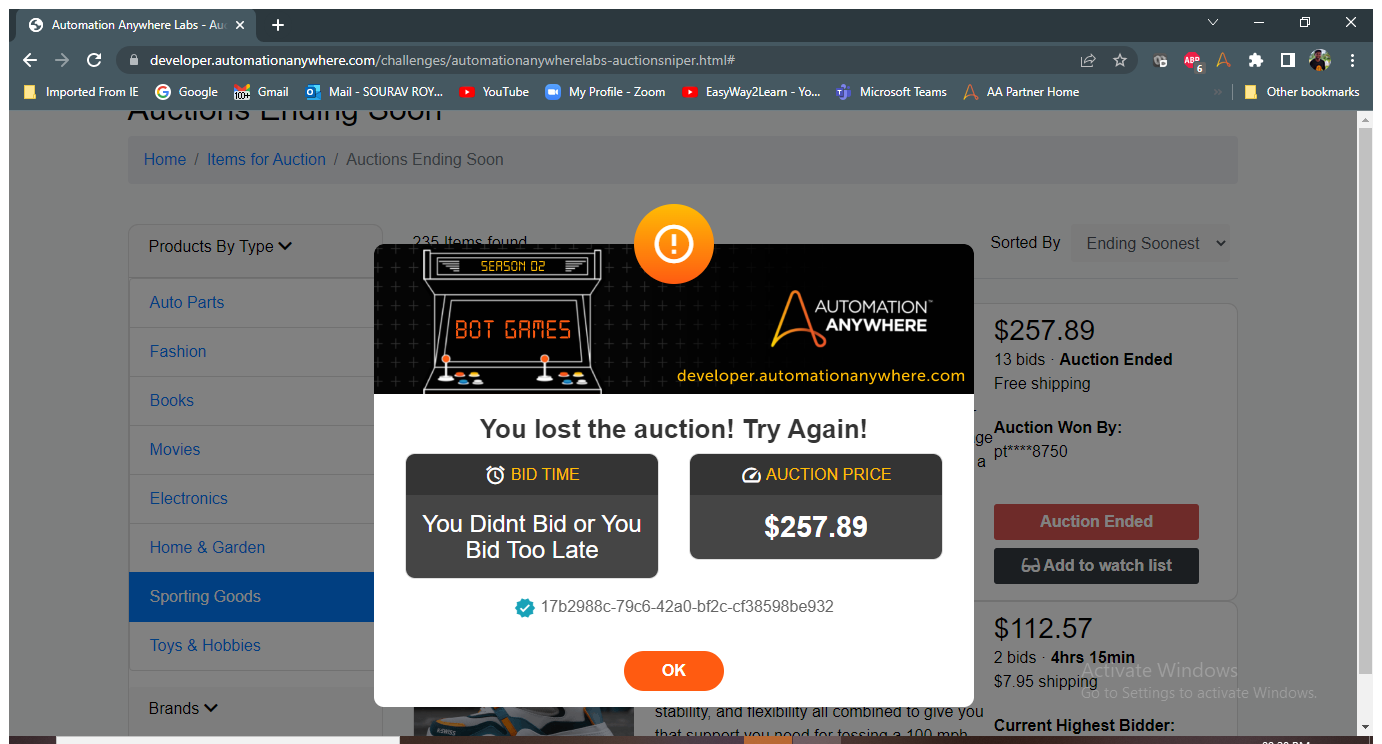 Automation Anywhere Labs - Au
developer.automationanywhere.com/challenges/automationanywherelabs-auctionsniper.html#
ABP
6
Imported From IE
Google
100+
Gmail
Mail - SOURAV ROY...
YouTube
My Profile - Zoom
EasyWay2Learn - Yo...
Microsoft Teams
AA Partner Home
»
Other bookmarks
Auctions Ending Soon
Home / Items for Auction / Auctions Ending Soon
Products By Type
235 Items found
Sorted By
Ending Soonest
Auto Parts
Fashion
Books
Movies
Electronics
Home & Garden
Sporting Goods
Toys & Hobbies
Brands
SEASON 02
BOT GAMES
AUTOMATION™
ANYWHERE
developer.automationanywhere.com
You lost the auction! Try Again!
BID TIME
You Didnt Bid or You
Bid Too Late
AUCTION PRICE
$257.89
17b2988c-79c6-42a0-bf2c-cf38598be932
OK
$257.89
13 bids · Auction Ended
Free shipping
Auction Won By:
pt****8750
a
Auction Ended
Add to watch list
$112.57
2 bids · 4hrs 15min
$7.95 shipping
Activate Windows
Go to Settings to activate Windows.
Current Highest Bidder:
stability, and flexibility all combined to give you
that support you need for tossing a 100 mph
K-SWISS